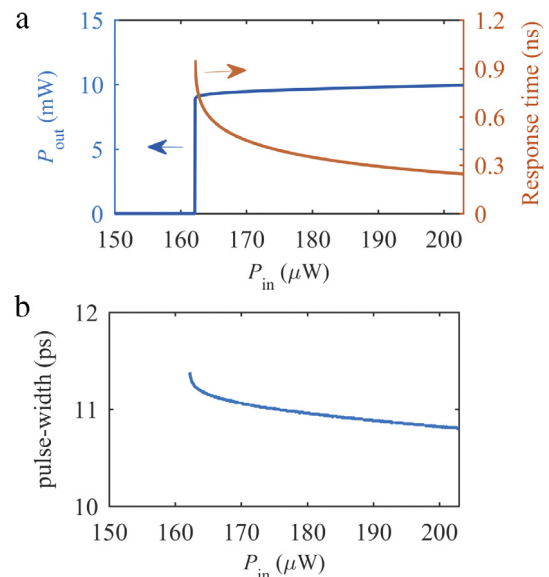 a
15
10
5
0
P_out (mW)
1.2
0.9
0.6
0.3
0
Response time (ns)
150 160 170 180 190 200
P_in (μW)
b
12
11
10
pulse-width (ps)
150 160 170 180 190 200
P_in (μW)